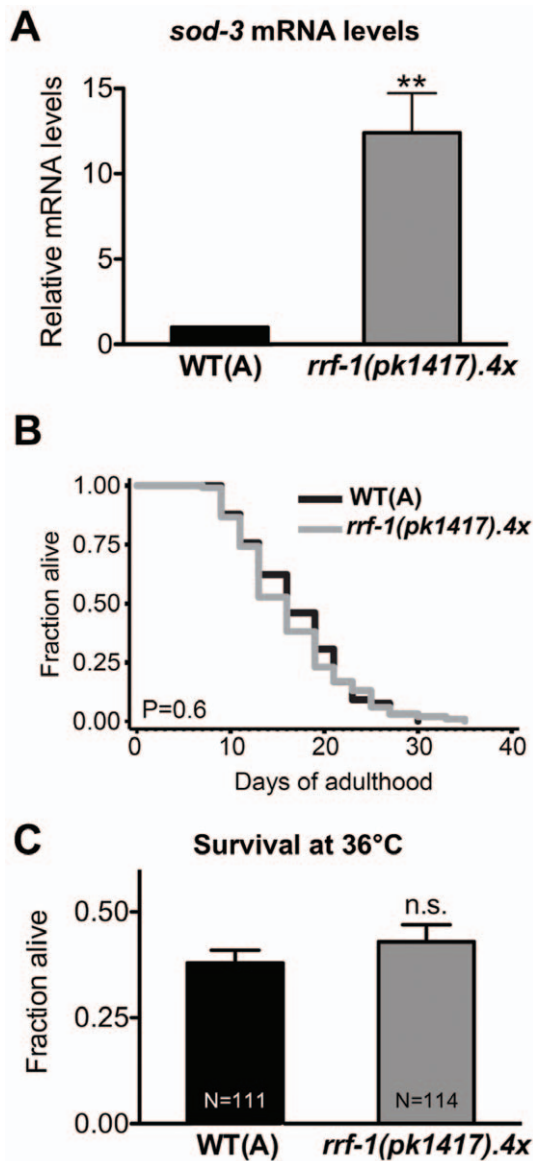 A
sod-3 mRNA levels
Relative mRNA levels
15
10
5
0
**
WT(A)
rrf-1(pk1417).4x
B
Fraction alive
1.00
0.75
0.50
0.25
0.00
WT(A)
rrf-1(pk1417).4x
P=0.6
0 10 20 30 40
Days of adulthood
C
Survival at 36°C
Fraction alive
0.50
0.25
0.00
n.s.
N=111
N=114
WT(A)
rrf-1(pk1417).4x